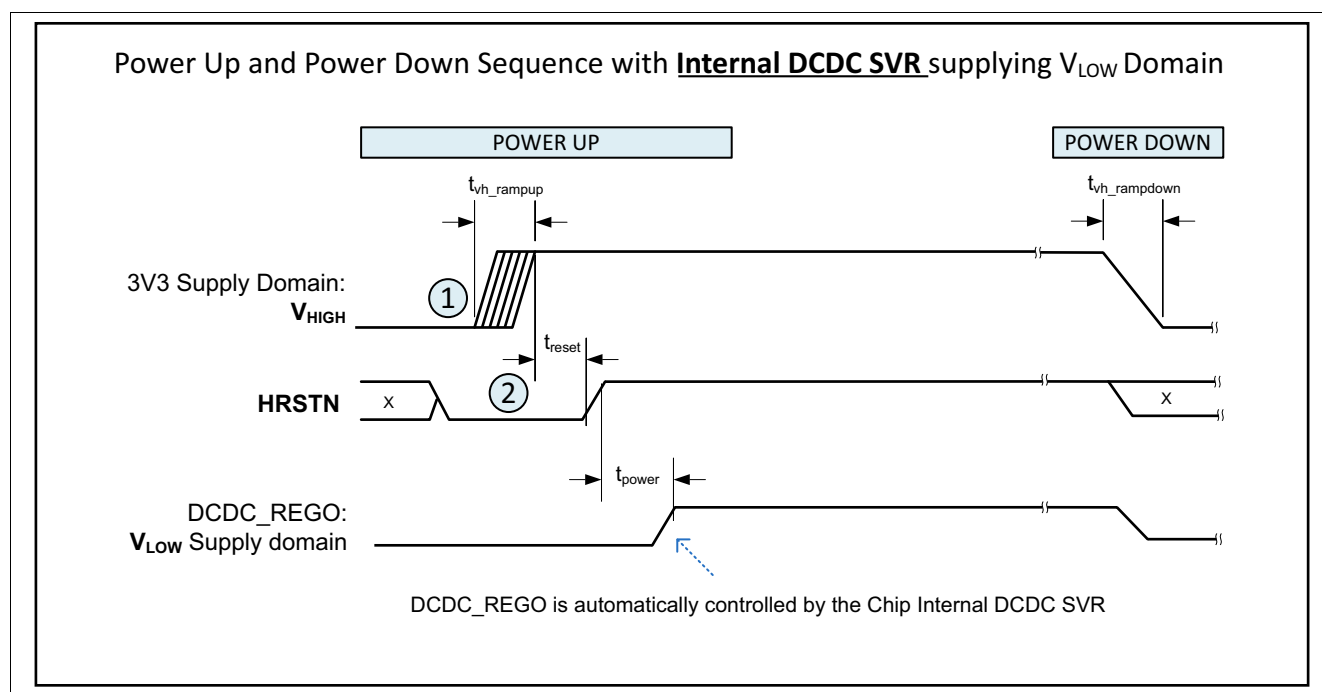 Power Up and Power Down Sequence with Internal DCDC SVR supplying VLOW Domain
POWER UP
POWER DOWN
tvh_rampup
tvh_rampdown
3V3 Supply Domain:
VHIGH
1
treset
2
HRSTN
X
X
tpower
DCDC_REGO:
VLOW Supply domain
DCDC_REGO is automatically controlled by the Chip Internal DCDC SVR